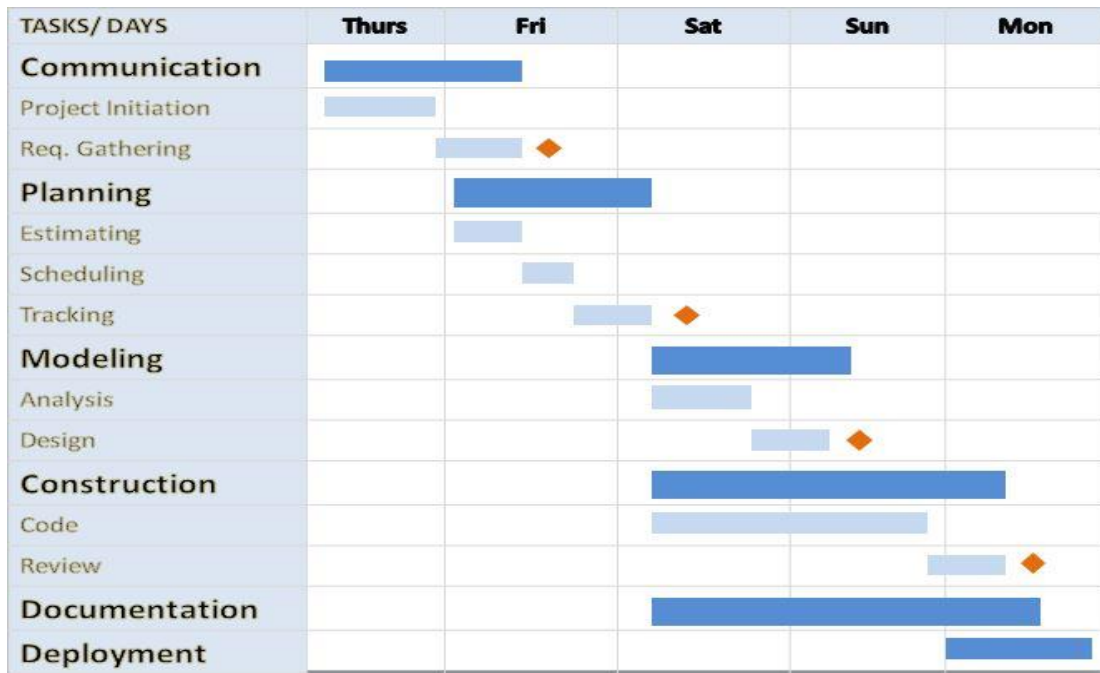 TASKS/ DAYS Thurs Fri Sat Sun Mon
Communication
Project Initiation
Req. Gathering
Planning
Estimating
Scheduling
Tracking
Modeling
Analysis
Design
Construction
Code
Review
Documentation
Deployment